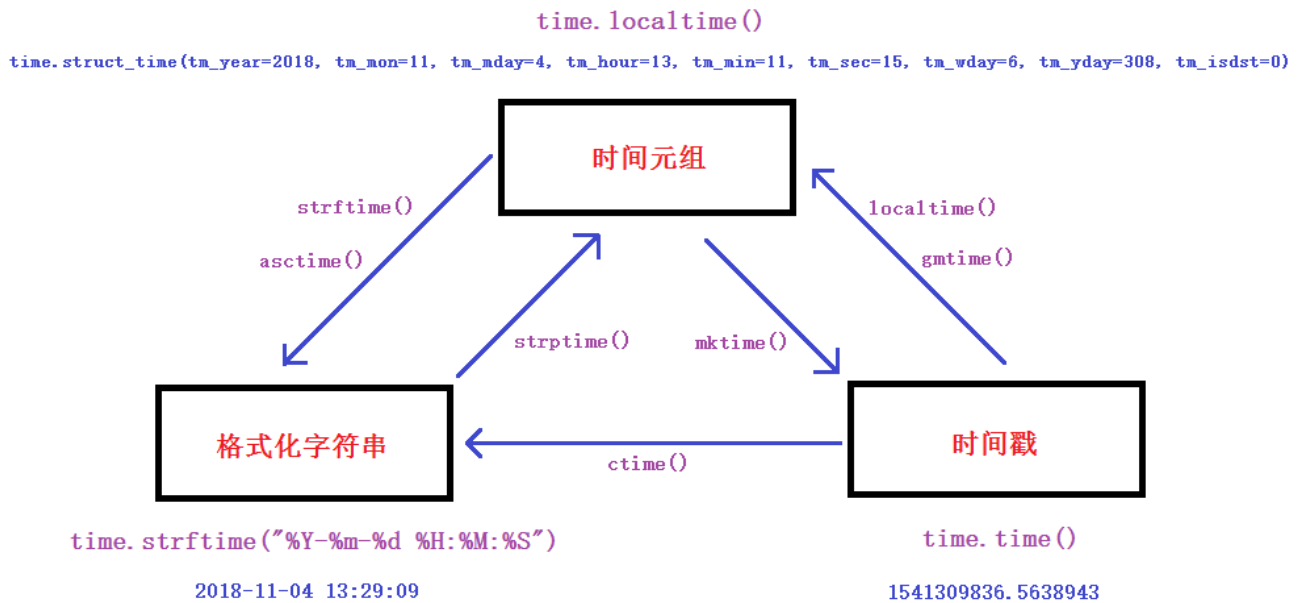 time.localtime()
time.struct_time(tm_year=2018, tm_mon=11, tm_mday=4, tm_hour=13, tm_min=11, tm_sec=15, tm_wday=6, tm_yday=308, tm_isdst=0)
时间元组
strftime()
localtime()
asctime()
gmtime()
strptime()
mktime()
格式化字符串
时间戳
ctime()
time.strftime("%Y-%m-%d %H:%M:%S")
time.time()
2018-11-04 13:29:09
1541309836.5638943